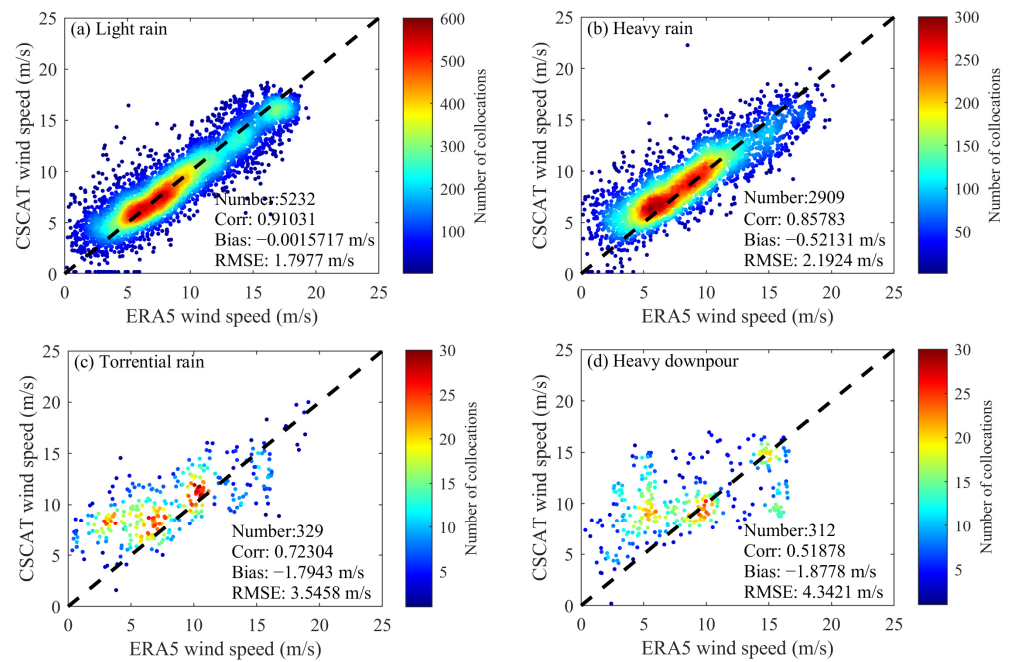 (a) Light rain
CSCAT wind speed (m/s)
25
20
15
10
5
0
0 5 10 15 20 25
ERA5 wind speed (m/s)
Number:5232
Corr: 0.91031
Bias: −0.0015717 m/s
RMSE: 1.7977 m/s
600
500
400
300
200
100
Number of collocations
(b) Heavy rain
CSCAT wind speed (m/s)
25
20
15
10
5
0
0 5 10 15 20 25
ERA5 wind speed (m/s)
Number:2909
Corr: 0.85783
Bias: −0.52131 m/s
RMSE: 2.1924 m/s
300
250
200
150
100
50
Number of collocations
(c) Torrential rain
CSCAT wind speed (m/s)
25
20
15
10
5
0
0 5 10 15 20 25
ERA5 wind speed (m/s)
Number:329
Corr: 0.72304
Bias: −1.7943 m/s
RMSE: 3.5458 m/s
30
25
20
15
10
5
Number of collocations
(d) Heavy downpour
CSCAT wind speed (m/s)
25
20
15
10
5
0
0 5 10 15 20 25
ERA5 wind speed (m/s)
Number:312
Corr: 0.51878
Bias: −1.8778 m/s
RMSE: 4.3421 m/s
30
25
20
15
10
5
Number of collocations